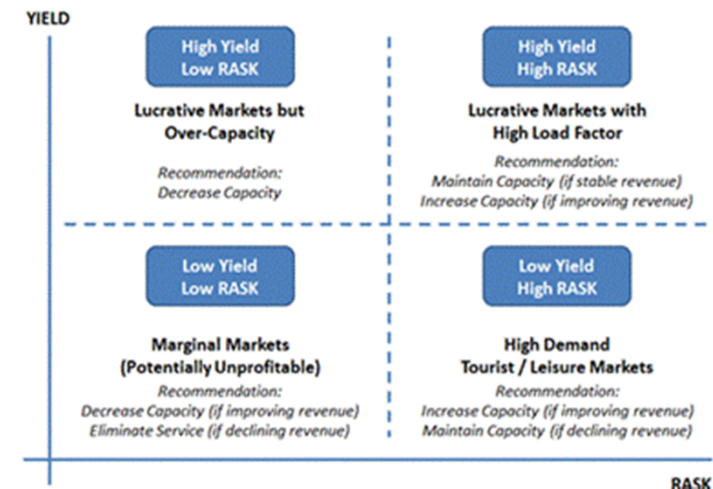 YIELD
High Yield
Low RASK
Lucrative Markets but
Over-Capacity
Recommendation:
Decrease Capacity
High Yield
High RASK
Lucrative Markets with
High Load Factor
Recommendation:
Maintain Capacity (if stable revenue)
Increase Capacity (if improving revenue)
Low Yield
Low RASK
Marginal Markets
(Potentially Unprofitable)
Recommendation:
Decrease Capacity (if improving revenue)
Eliminate Service (if declining revenue)
Low Yield
High RASK
High Demand
Tourist / Leisure Markets
Recommendation:
Increase Capacity (if improving revenue)
Maintain Capacity (if declining revenue)
RASK